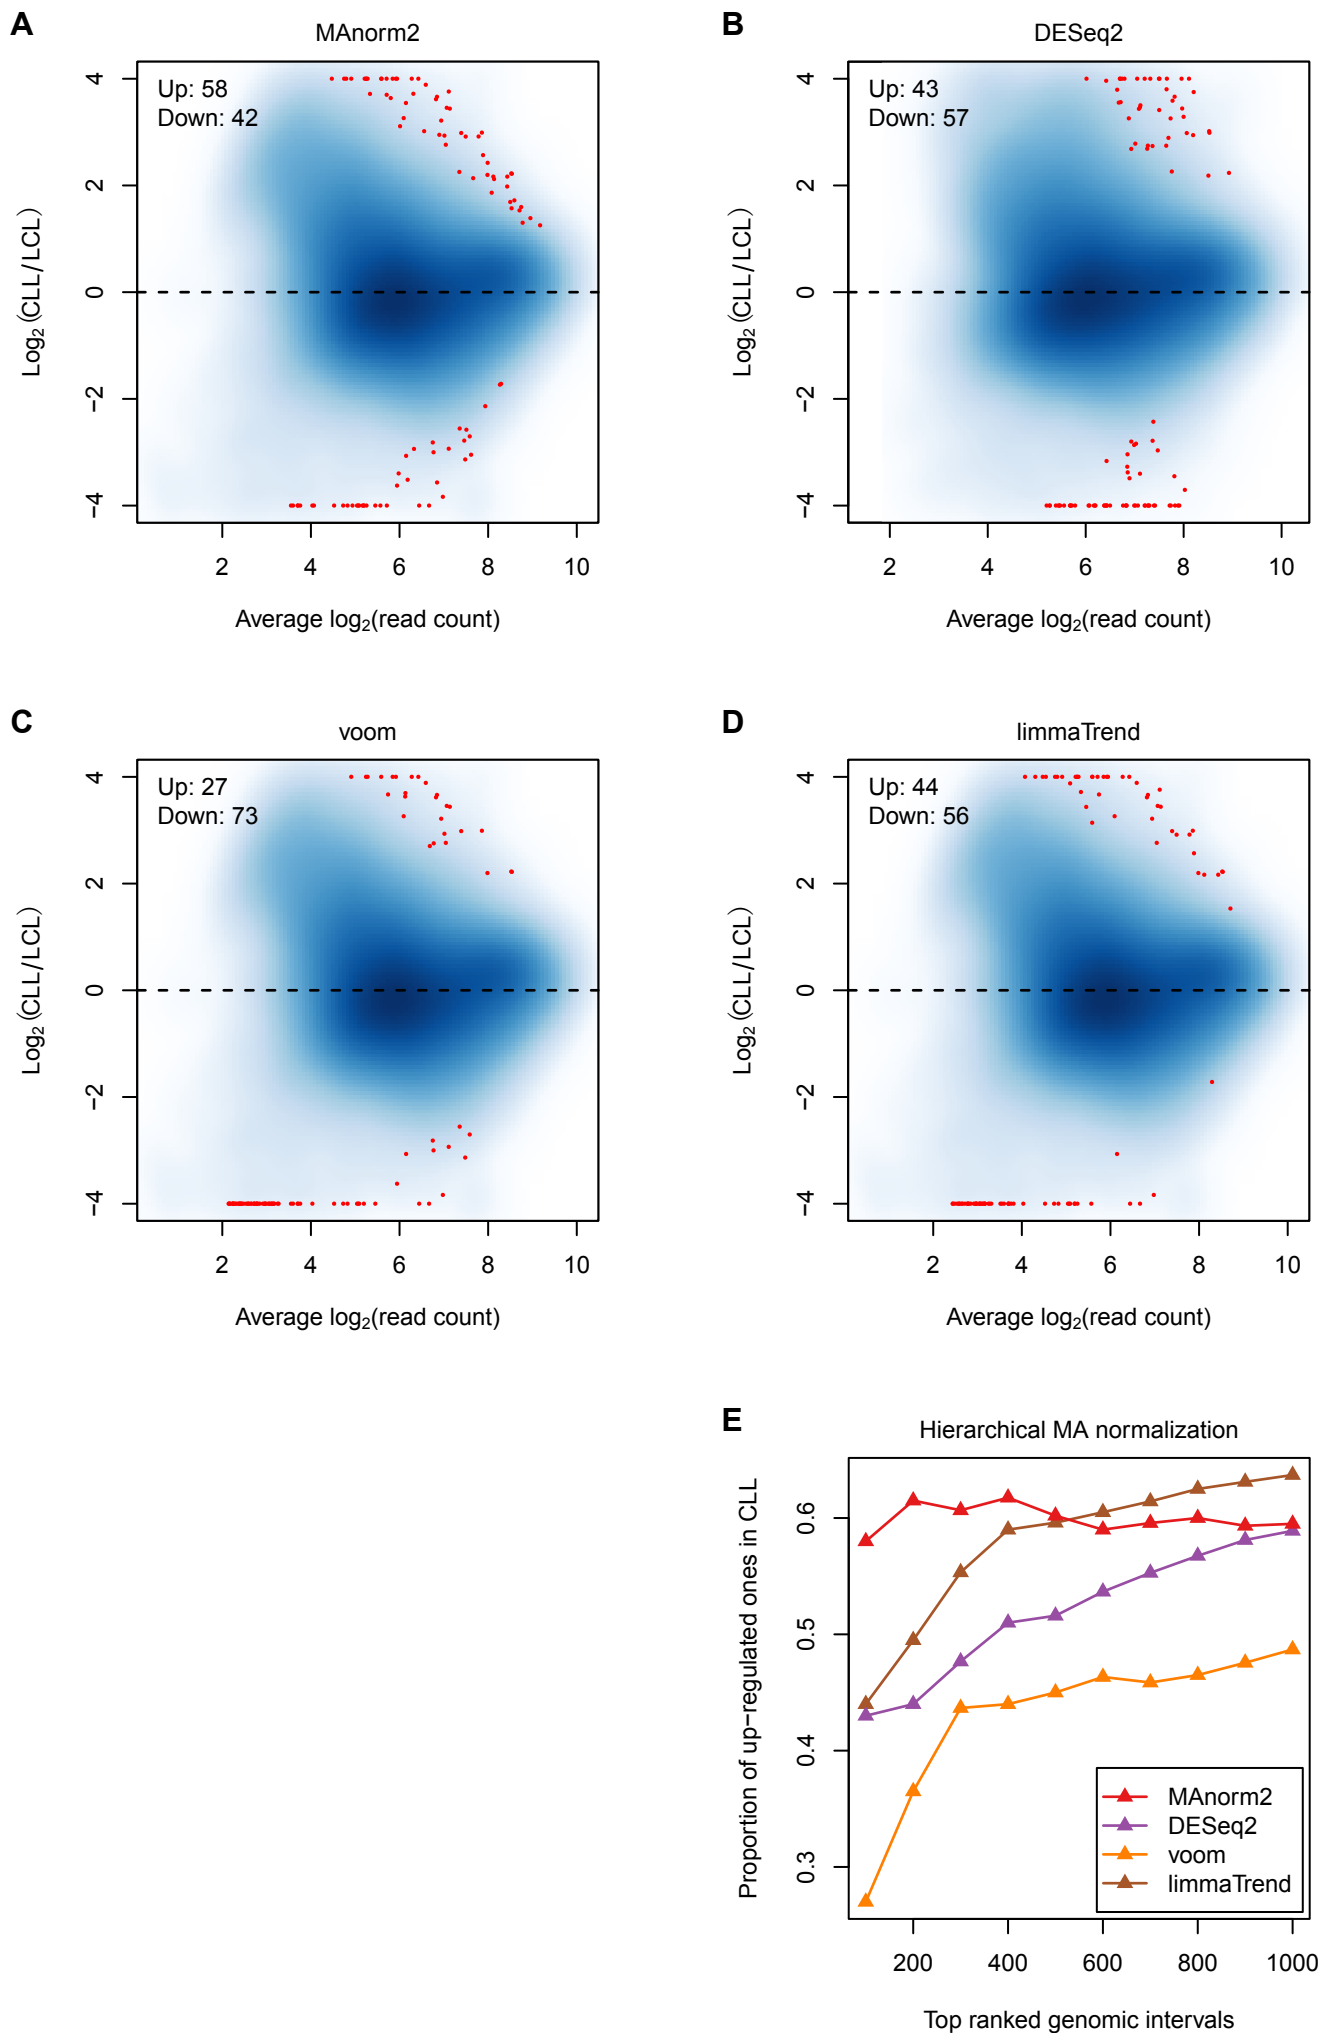 A
MAnorm2
Up: 58
Down: 42
4
2
0
−2
−4
Log2 (CLL/LCL)
2 4 6 8 10
Average log2(read count)
B
DESeq2
Up: 43
Down: 57
4
2
0
−2
−4
Log2 (CLL/LCL)
2 4 6 8 10
Average log2(read count)
C
voom
Up: 27
Down: 73
4
2
0
−2
−4
Log2 (CLL/LCL)
2 4 6 8 10
Average log2(read count)
D
limmaTrend
Up: 44
Down: 56
4
2
0
−2
−4
Log2 (CLL/LCL)
2 4 6 8 10
Average log2(read count)
E
Hierarchical MA normalization
0.6
0.5
0.4
0.3
Proportion of up−regulated ones in CLL
MAnorm2
DESeq2
voom
limmaTrend
200 400 600 800 1000
Top ranked genomic intervals